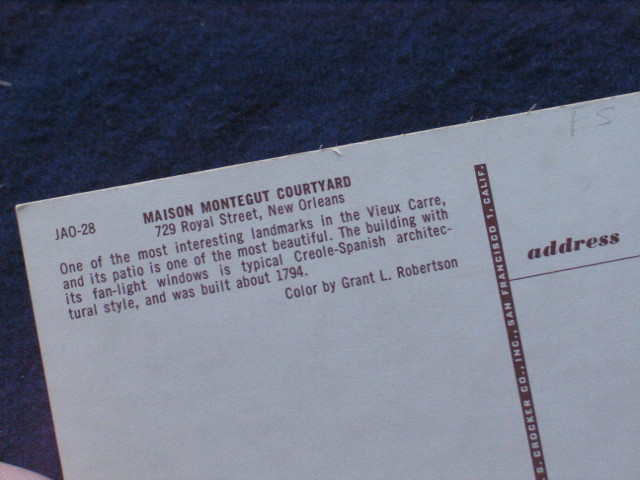 JAO-28
MAISON MONTEGUT COURTYARD
729 Royal Street, New Orleans
One of the most interesting landmarks in the Vieux Carre,
and its patio is one of the most beautiful. The building with
its fan-light windows is typical Creole-Spanish architec-
tural style, and was built about 1794.
Color by Grant L. Robertson
S. CROCKER CO., INC., SAN FRANCISCO 1, CALIF.
address